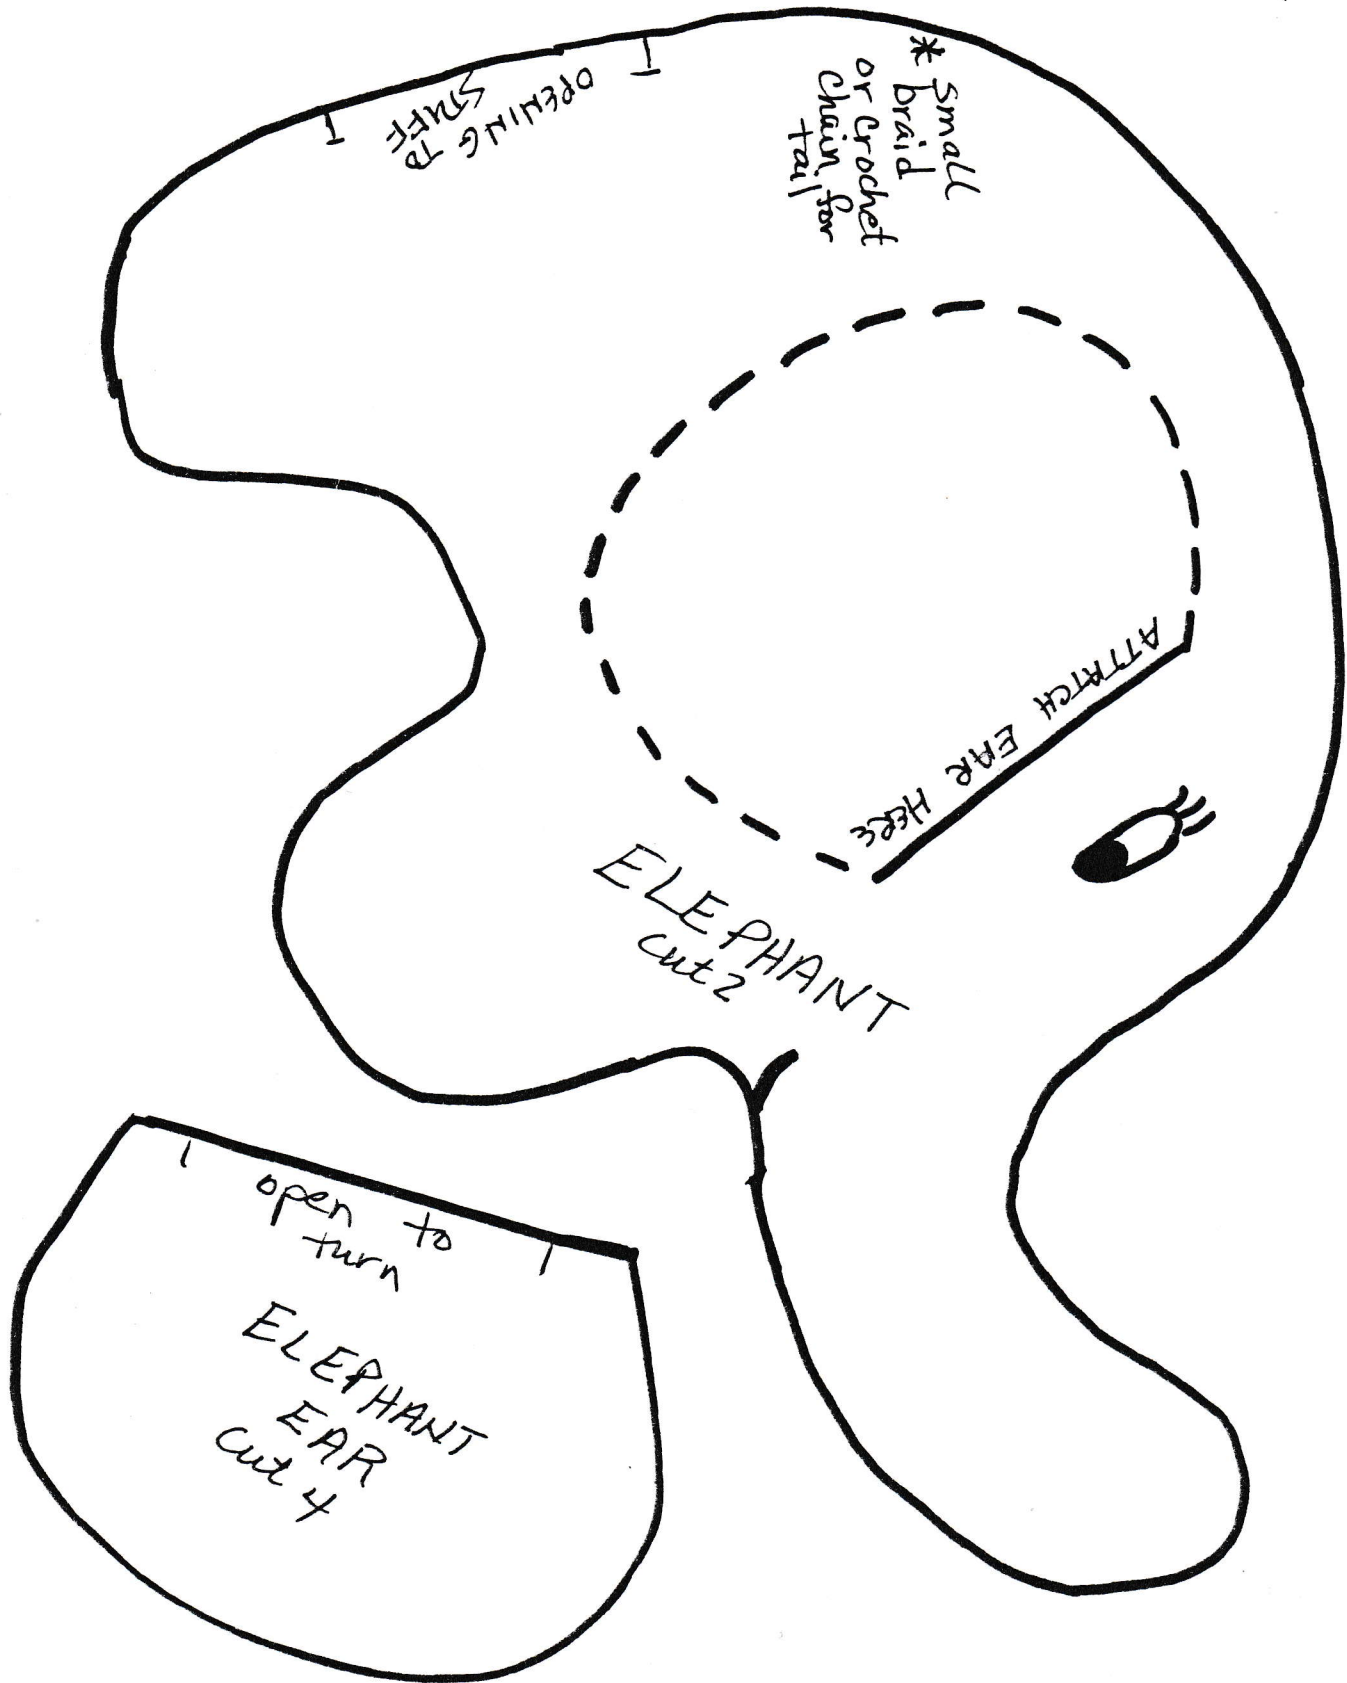 OPENING TO
STUFF
* small
braid
or crochet
chain for
tail
ATTATCH EAR HERE
ELEPHANT
cut 2
open to
turn
ELEPHANT
EAR
cut 4